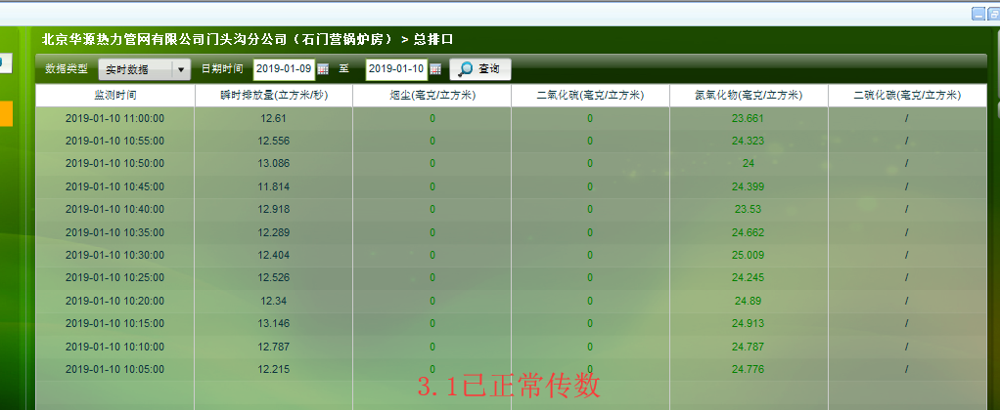 北京华源热力管网有限公司门头沟分公司（石门营锅炉房） > 总排口
数据类型 实时数据 日期时间 2019-01-09 至 2019-01-10 查询
监测时间 瞬时排放量(立方米/秒) 烟尘(毫克/立方米) 二氧化硫(毫克/立方米) 氮氧化物(毫克/立方米) 二硫化碳(毫克/立方米)
2019-01-10 11:00:00 12.61 0 0 23.661 /
2019-01-10 10:55:00 12.556 0 0 24.323 /
2019-01-10 10:50:00 13.086 0 0 24 /
2019-01-10 10:45:00 11.814 0 0 24.399 /
2019-01-10 10:40:00 12.918 0 0 23.53 /
2019-01-10 10:35:00 12.289 0 0 24.662 /
2019-01-10 10:30:00 12.404 0 0 25.009 /
2019-01-10 10:25:00 12.526 0 0 24.245 /
2019-01-10 10:20:00 12.34 0 0 24.89 /
2019-01-10 10:15:00 13.146 0 0 24.913 /
2019-01-10 10:10:00 12.787 0 0 24.787 /
2019-01-10 10:05:00 12.215 0 0 24.776 /
3.1已正常传数